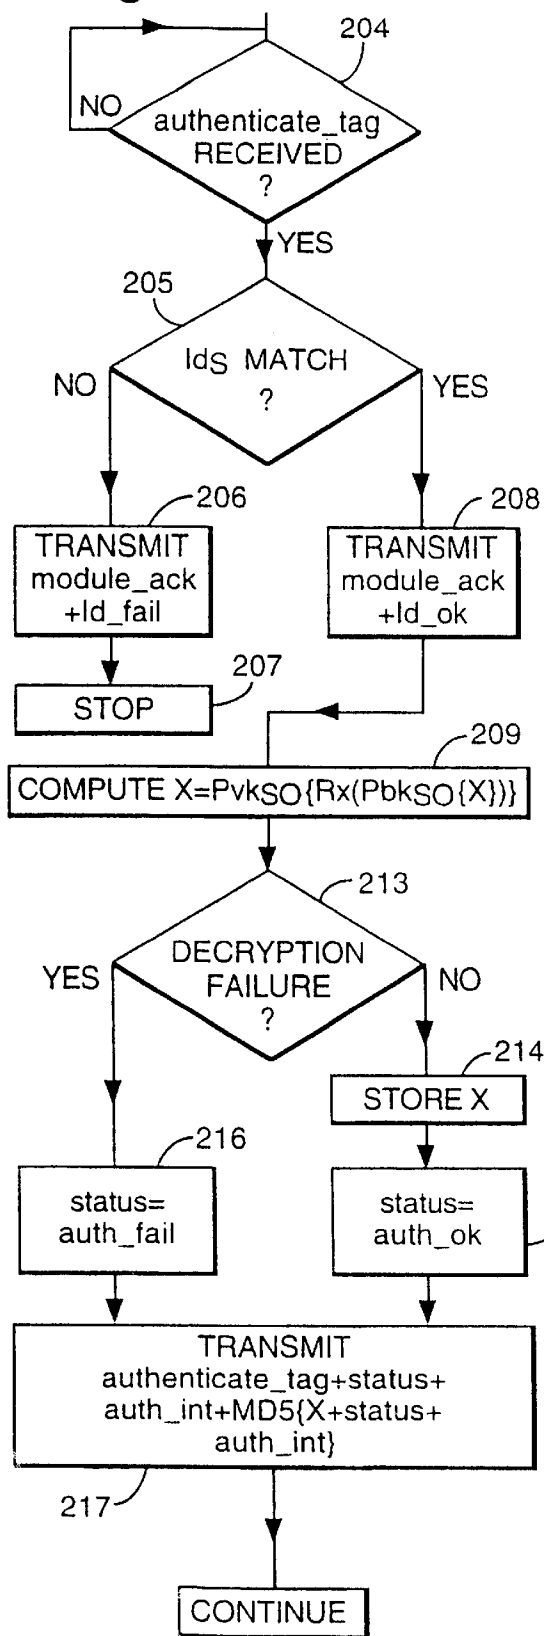 204
NO
authenticate_tag
RECEIVED
?
YES
205
Ids MATCH
?
NO
YES
206
208
TRANSMIT
module_ack
+Id_fail
TRANSMIT
module_ack
+Id_ok
207
STOP
209
COMPUTE X=PvkSO{Rx(PbkSO{X})}
213
DECRYPTION
FAILURE
?
YES
NO
214
STORE X
216
status=
auth_fail
status=
auth_ok
TRANSMIT
authenticate_tag+status+
auth_int+MD5{X+status+
auth_int}
217
CONTINUE